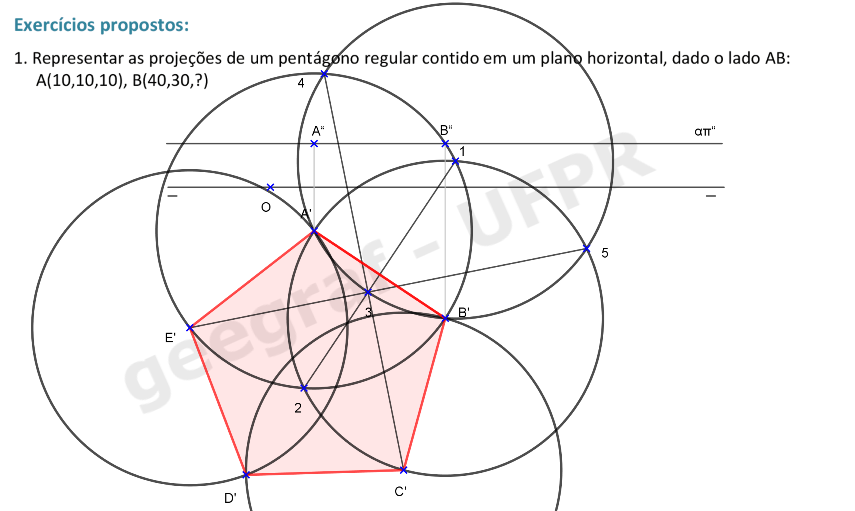 Exercícios propostos:
1. Representar as projeções de um pentágono regular contido em um plano horizontal, dado o lado AB:
A(10,10,10), B(40,30,?)
4
A“
B“
απ“
1
O
A'
geegraf - UFPR
5
3
B'
E'
2
D'
C'